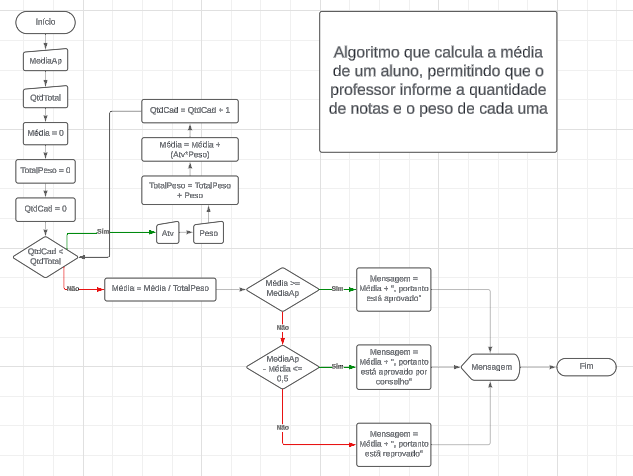 Início
Algoritmo que calcula a média
de um aluno, permitindo que o
professor informe a quantidade
de notas e o peso de cada uma
MediaAp
QtdTotal
Média = 0
TotalPeso = 0
QtdCad = 0
QtdCad <
QtdTotal
Sim
Atv
Peso
TotalPeso = TotalPeso
+ Peso
Média = Média +
(Atv*Peso)
QtdCad = QtdCad + 1
Não
Média = Média / TotalPeso
Média >=
MediaAp
Sim
Mensagem =
Média + ", portanto
está aprovado"
Não
MediaAp
- Média <=
0,5
Sim
Mensagem =
Média + ", portanto
está aprovado por
conselho"
Não
Mensagem =
Média + ", portanto
está reprovado"
Mensagem
Fim